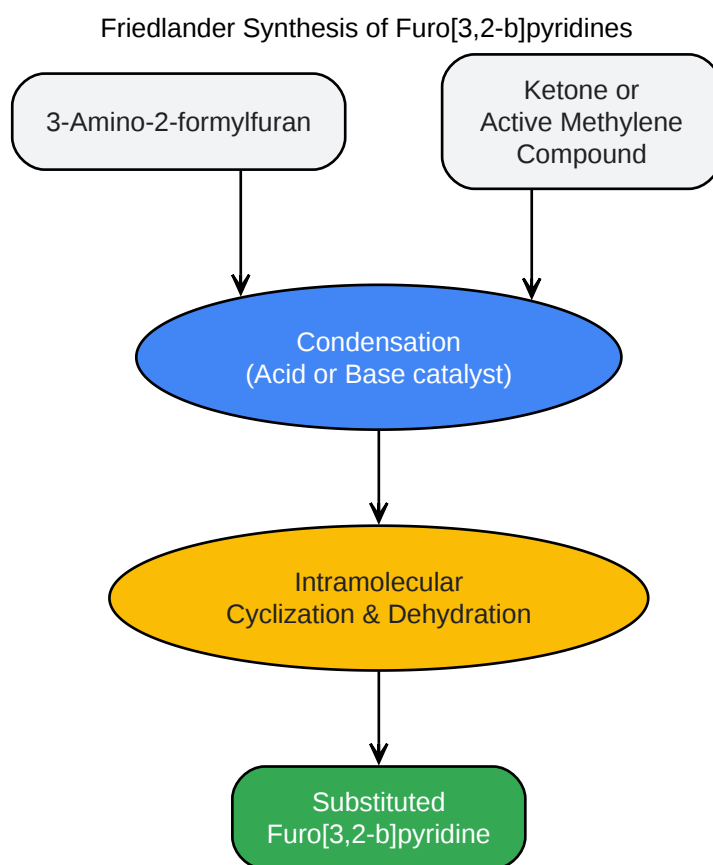 Friedlander Synthesis of Furo[3,2-b]pyridines
3-Amino-2-formylfuran
Ketone or
Active Methylene
Compound
Condensation
(Acid or Base catalyst)
Intramolecular
Cyclization & Dehydration
Substituted
Furo[3,2-b]pyridine